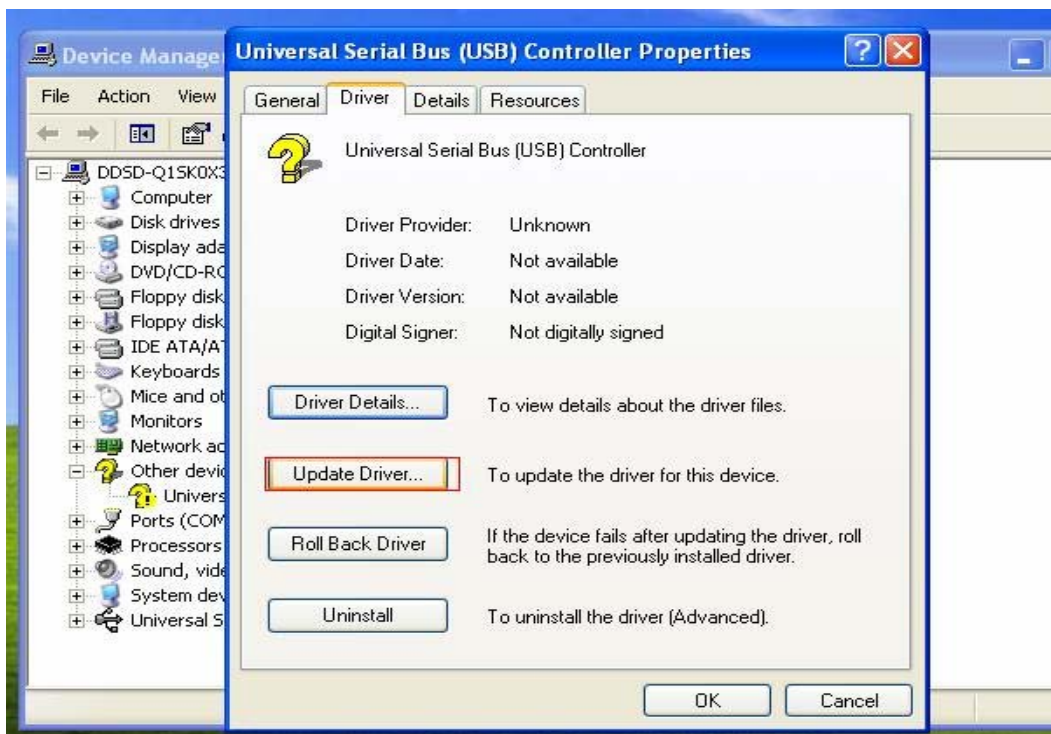 Device Manage
Universal Serial Bus (USB) Controller Properties
File Action View
General Driver Details Resources
Universal Serial Bus (USB) Controller
DDSD-Q1SK0X3
Computer
Disk drives
Display ada
DVD/CD-RO
Floppy disk
Floppy disk
IDE ATA/AT
Keyboards
Mice and ot
Monitors
Network ad
Other devic
Univers
Ports (COM
Processors
Sound, vide
System dev
Universal S
Driver Provider: Unknown
Driver Date: Not available
Driver Version: Not available
Digital Signer: Not digitally signed
Driver Details... To view details about the driver files.
Update Driver... To update the driver for this device.
Roll Back Driver If the device fails after updating the driver, roll
back to the previously installed driver.
Uninstall To uninstall the driver (Advanced).
OK Cancel